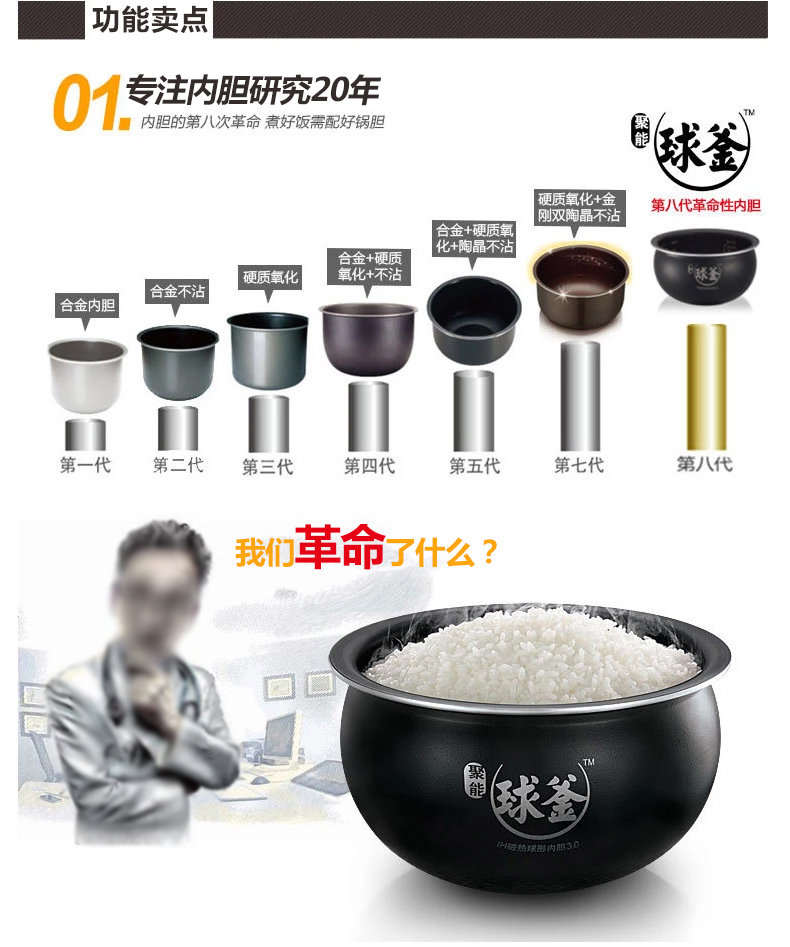 功能卖点
01.
专注内胆研究20年
内胆的第八次革命 煮好饭需配好锅胆
聚能
球釜
TM
第八代革命性内胆
合金内胆
合金不沾
硬质氧化
合金+硬质
氧化+不沾
合金+硬质氧
化+陶晶不沾
硬质氧化+金
刚双陶晶不沾
球釜
第一代
第二代
第三代
第四代
第五代
第七代
第八代
我们革命了什么？
聚能
球釜
TM
IH磁热球形内胆3.0